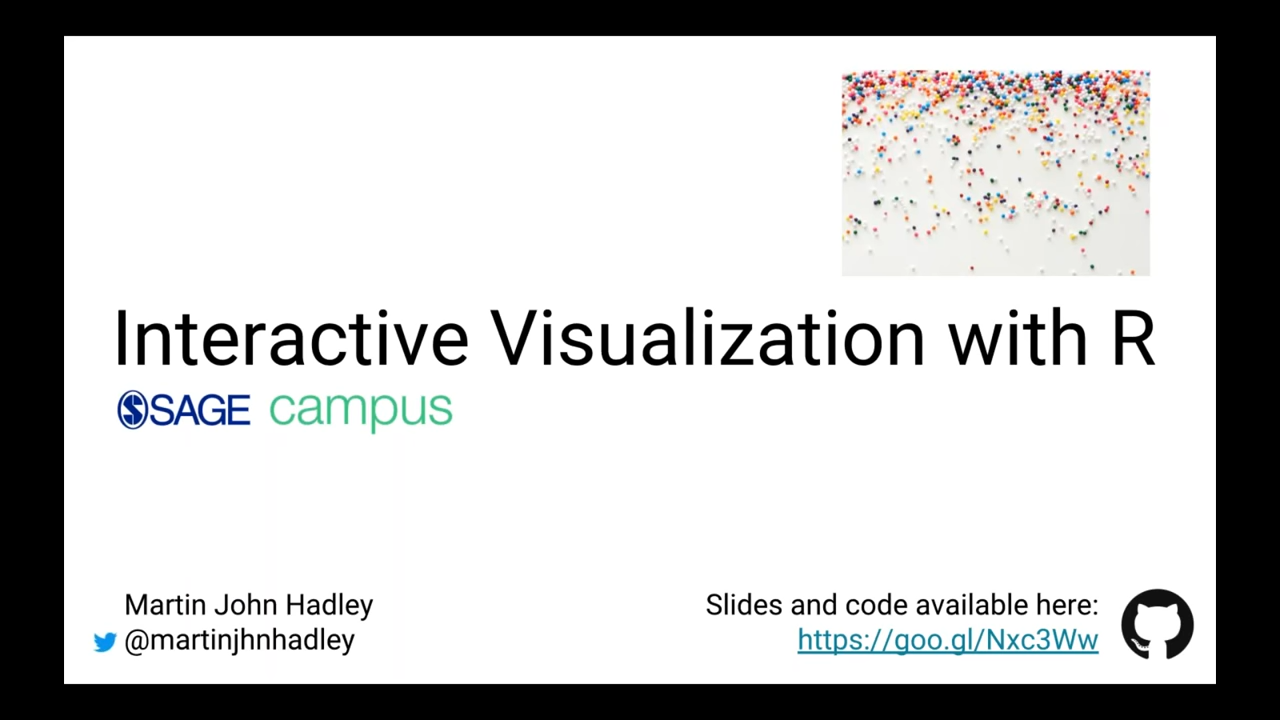 Interactive Visualization with R
SAGE campus
Martin John Hadley
@martinjhnhadley
Slides and code available here:
https://goo.gl/Nxc3Ww